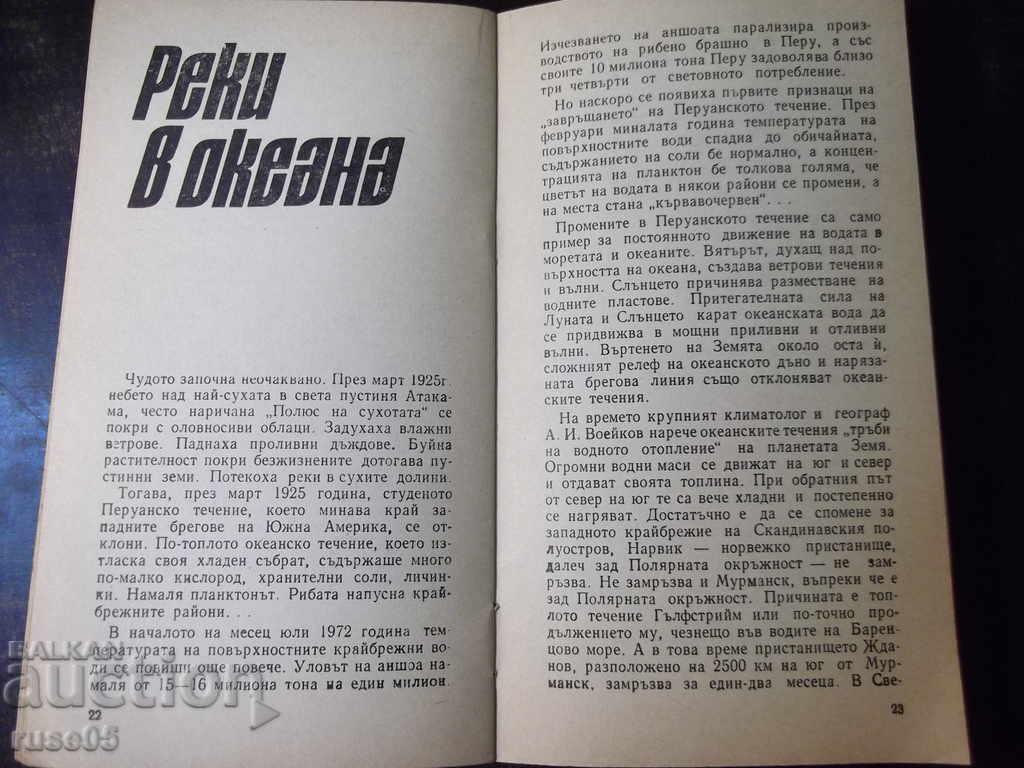 Реки
в океана
Чудото започна неочаквано. През март 1925г.
небето над най-сухата в света пустиня Атака-
ма, често наричана „Полюс на сухотата“ се
покри с оловносиви облаци. Задухаха влажни
ветрове. Паднаха проливни дъждове. Буйна
растителност покри безжизнените дотогава пу-
стинни земи. Потекоха реки в сухите долини.
Тогава, през март 1925 година, студеното
Перуанско течение, което минава край за-
падните брегове на Южна Америка, се от-
клони. По-топлото океанско течение, което из-
тласка своя хладен събрат, съдържаше много
по-малко кислород, хранителни соли, личин-
ки. Намаля планктонът. Рибата напусна край-
брежните райони. . .
В началото на месец юли 1972 година тем-
пературата на повърхностните крайбрежни во-
ди се повиши още повече. Уловът на аншоа на-
маля от 15—16 милиона тона на един милион.
22
Изчезването на аншоата парализира произ-
водството на рибено брашно в Перу, а със
своите 10 милиона тона Перу задоволява близо
три четвърти от световното потребление.
Но наскоро се появиха първите признаци на
„завръщането“ на Перуанското течение. През
февруари миналата година температурата на
повърхностните води спадна до обичайната,
съдържанието на соли бе нормално, а концен-
трацията на планктон бе толкова голяма, че
цветът на водата в някои райони се промени, а
на места стана „кървавочервен“. . .
Промените в Перуанското течение са само
пример за постоянното движение на водата в
моретата и океаните. Вятърът, духащ над по-
върхността на океана, създава ветрови течения
и вълни. Слънцето причинява разместване на
водните пластове. Притегателната сила на
Луната и Слънцето карат океанската вода да
се придвижва в мощни приливни и отливни
вълни. Въртенето на Земята около оста ѝ,
сложният релеф на океанското дъно и наряза-
ната брегова линия също отклоняват океан-
ските течения.
На времето крупният климатолог и географ
А. И. Воейков нарече океанските течения „тръби
на водното отопление“ на планетата Земя.
Огромни водни маси се движат на юг и север
и отдават своята топлина. При обратния път
от север на юг те са вече хладни и постепенно
се нагряват. Достатъчно е да се спомене за
западното крайбрежие на Скандинавския по-
луостров, Нарвик — норвежко пристанище,
далеч зад Полярната окръжност — не зам-
ръзва. Не замръзва и Мурманск, въпреки че е
зад Полярната окръжност. Причината е топ-
лото течение Гълфстрийм или по-точно про-
дължението му, чезнещо във водите на Барен-
цово море. А в това време пристанището Жда-
нов, разположено на 2500 км на юг от Мур-
манск, замръзва за един-два месеца. В Све-
23
BALKAN
auction
ruse05